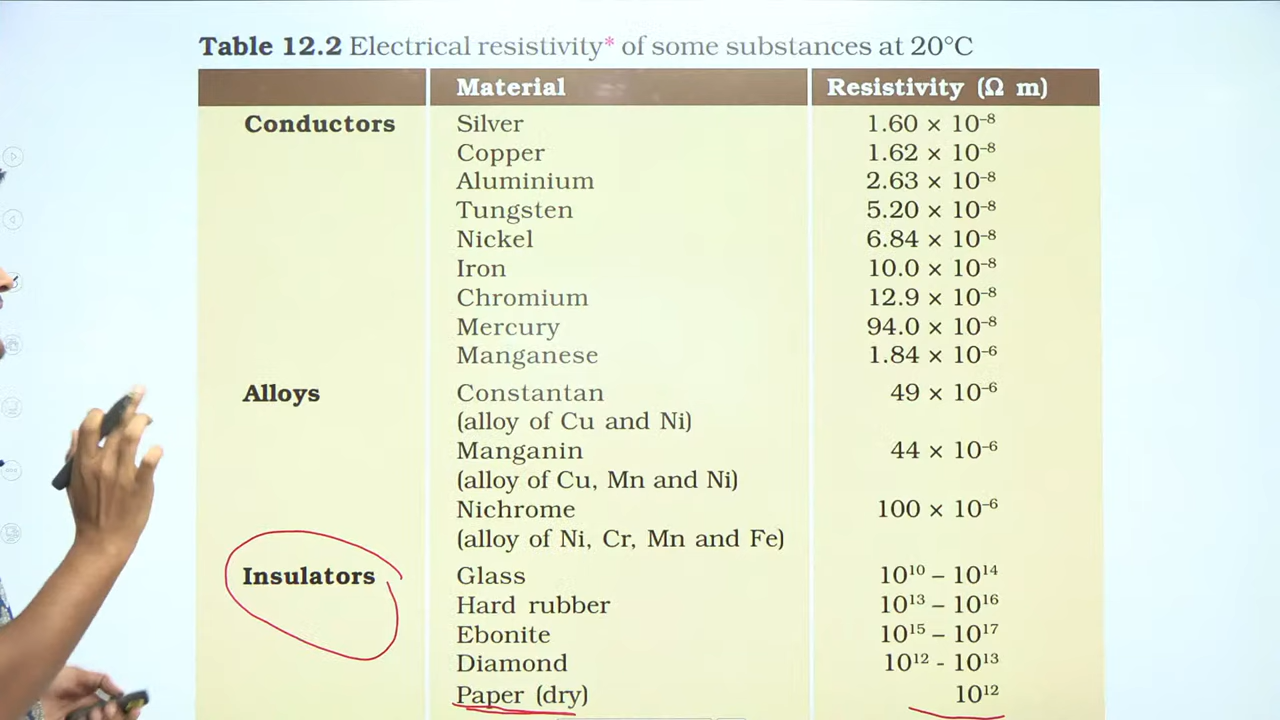 Table 12.2 Electrical resistivity* of some substances at 20°C
Material Resistivity (Ω m)
Conductors Silver 1.60 × 10⁻⁸
Copper 1.62 × 10⁻⁸
Aluminium 2.63 × 10⁻⁸
Tungsten 5.20 × 10⁻⁸
Nickel 6.84 × 10⁻⁸
Iron 10.0 × 10⁻⁸
Chromium 12.9 × 10⁻⁸
Mercury 94.0 × 10⁻⁸
Manganese 1.84 × 10⁻⁶
Alloys Constantan 49 × 10⁻⁶
(alloy of Cu and Ni)
Manganin 44 × 10⁻⁶
(alloy of Cu, Mn and Ni)
Nichrome 100 × 10⁻⁶
(alloy of Ni, Cr, Mn and Fe)
Insulators Glass 10¹⁰ – 10¹⁴
Hard rubber 10¹³ – 10¹⁶
Ebonite 10¹⁵ – 10¹⁷
Diamond 10¹² - 10¹³
Paper (dry) 10¹²